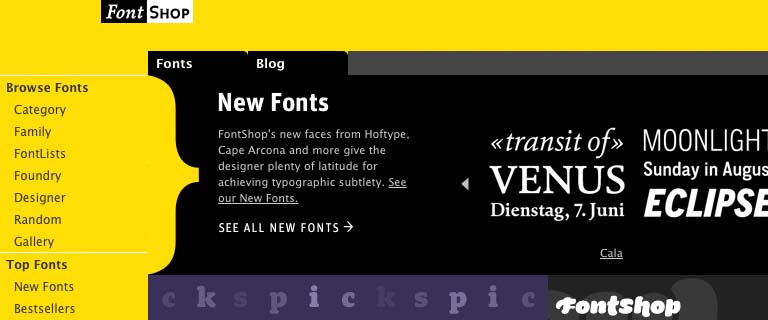 Font SHOP
Fonts
Blog
Browse Fonts
Category
Family
FontLists
Foundry
Designer
Random
Gallery
Top Fonts
New Fonts
Bestsellers
New Fonts
FontShop's new faces from Hoftype,
Cape Arcona and more give the
designer plenty of latitude for
achieving typographic subtlety. See
our New Fonts.
SEE ALL NEW FONTS →
«transit of»
VENUS
Dienstag, 7. Juni
Cala
MOONLIGHT
Sunday in Augus
ECLIPSE
c k s p i c k s p i c
Fontshop